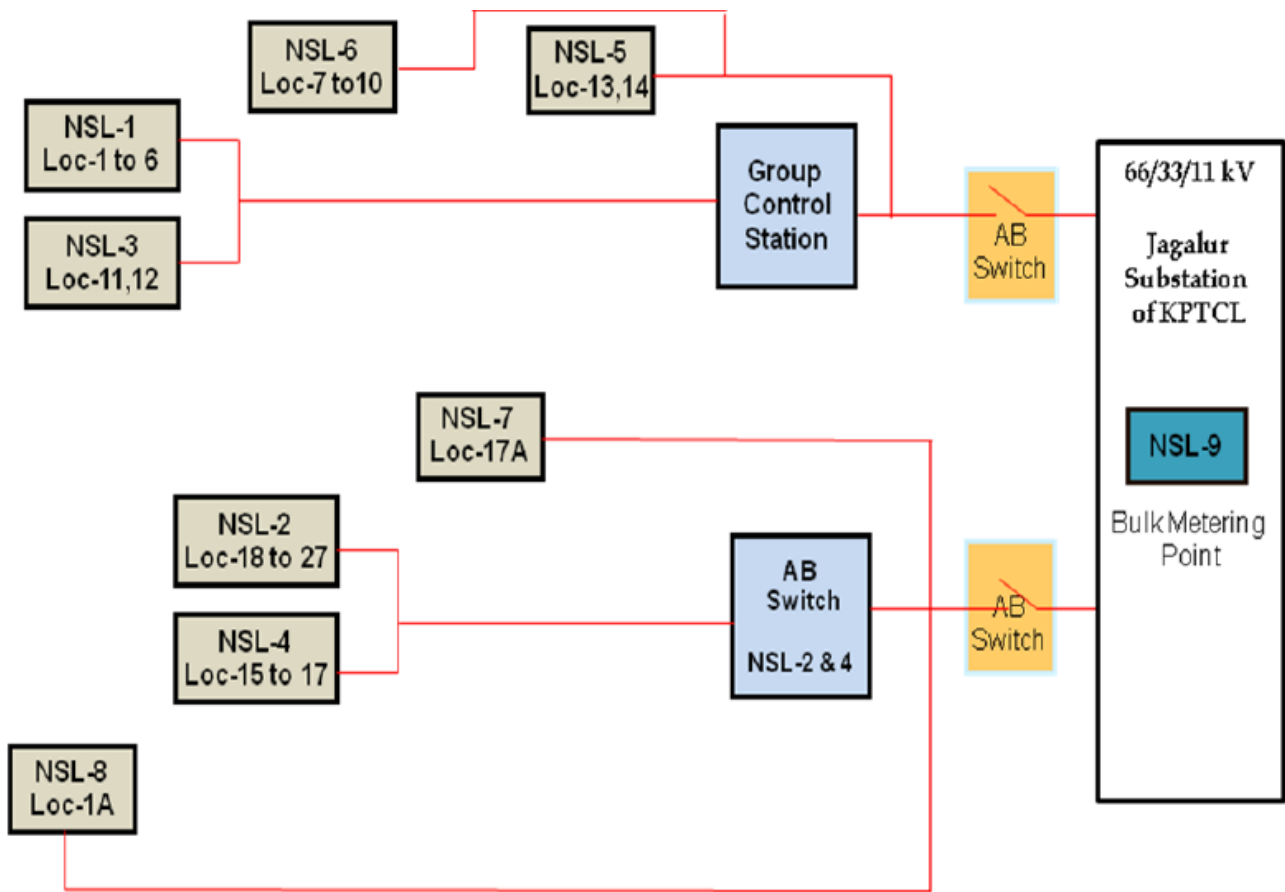 NSL-6
Loc-7 to10
NSL-5
Loc-13,14
NSL-1
Loc-1 to 6
NSL-3
Loc-11,12
Group
Control
Station
AB
Switch
66/33/11 kV
Jagalur
Substation
of KPTCL
NSL-9
Bulk Metering
Point
NSL-7
Loc-17A
NSL-2
Loc-18 to 27
NSL-4
Loc-15 to 17
AB
Switch
NSL-2 & 4
AB
Switch
NSL-8
Loc-1A